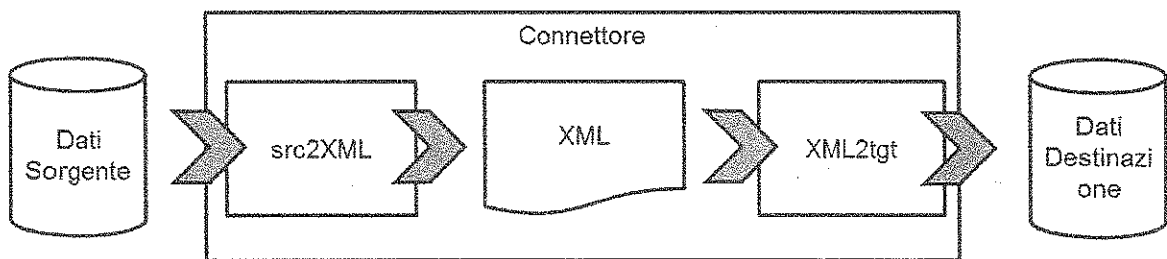 Connettore
Dati
Sorgente
src2XML
XML
XML2tgt
Dati
Destinazi
one